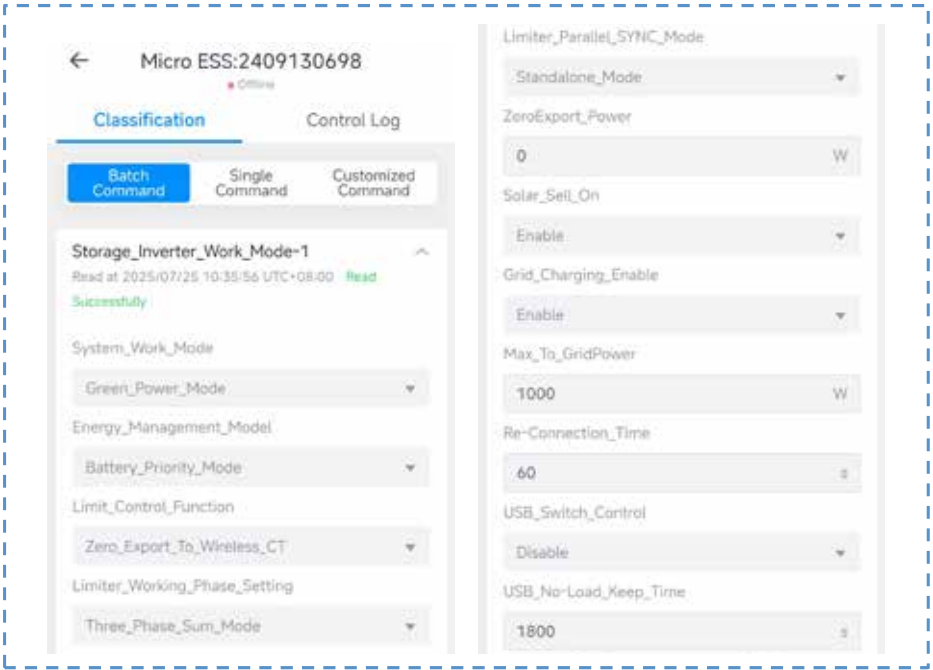 Micro ESS:2409130698
Offline
Classification
Control Log
Batch
Command
Single
Command
Customized
Command
Storage_Inverter_Work_Mode-1
Read at 2025/07/25 10:35:56 UTC+08:00 Read
Successfully
System_Work_Mode
Green_Power_Mode
Energy_Management_Model
Battery_Priority_Mode
Limit_Control_Function
Zero_Export_To_Wireless_CT
Limiter_Working_Phase_Setting
Three_Phase_Sum_Mode
Limiter_Parallel_SYNC_Mode
Standalone_Mode
ZeroExport_Power
0 W
Solar_Sell_On
Enable
Grid_Charging_Enable
Enable
Max_To_GridPower
1000 W
Re-Connection_Time
60 s
USB_Switch_Control
Disable
USB_No-Load_Keep_Time
1800 s